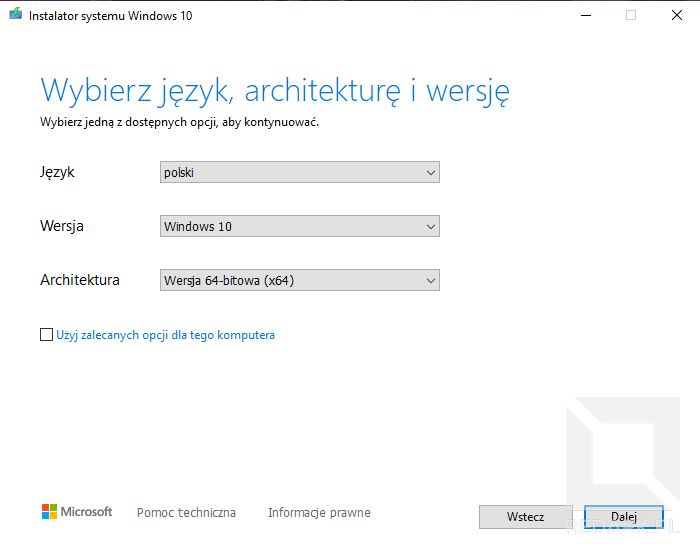 Instalator systemu Windows 10
Wybierz język, architekturę i wersję
Wybierz jedną z dostępnych opcji, aby kontynuować.
Język polski
Wersja Windows 10
Architektura Wersja 64-bitowa (x64)
Użyj zalecanych opcji dla tego komputera
Microsoft Pomoc techniczna Informacje prawne Wstecz Dalej